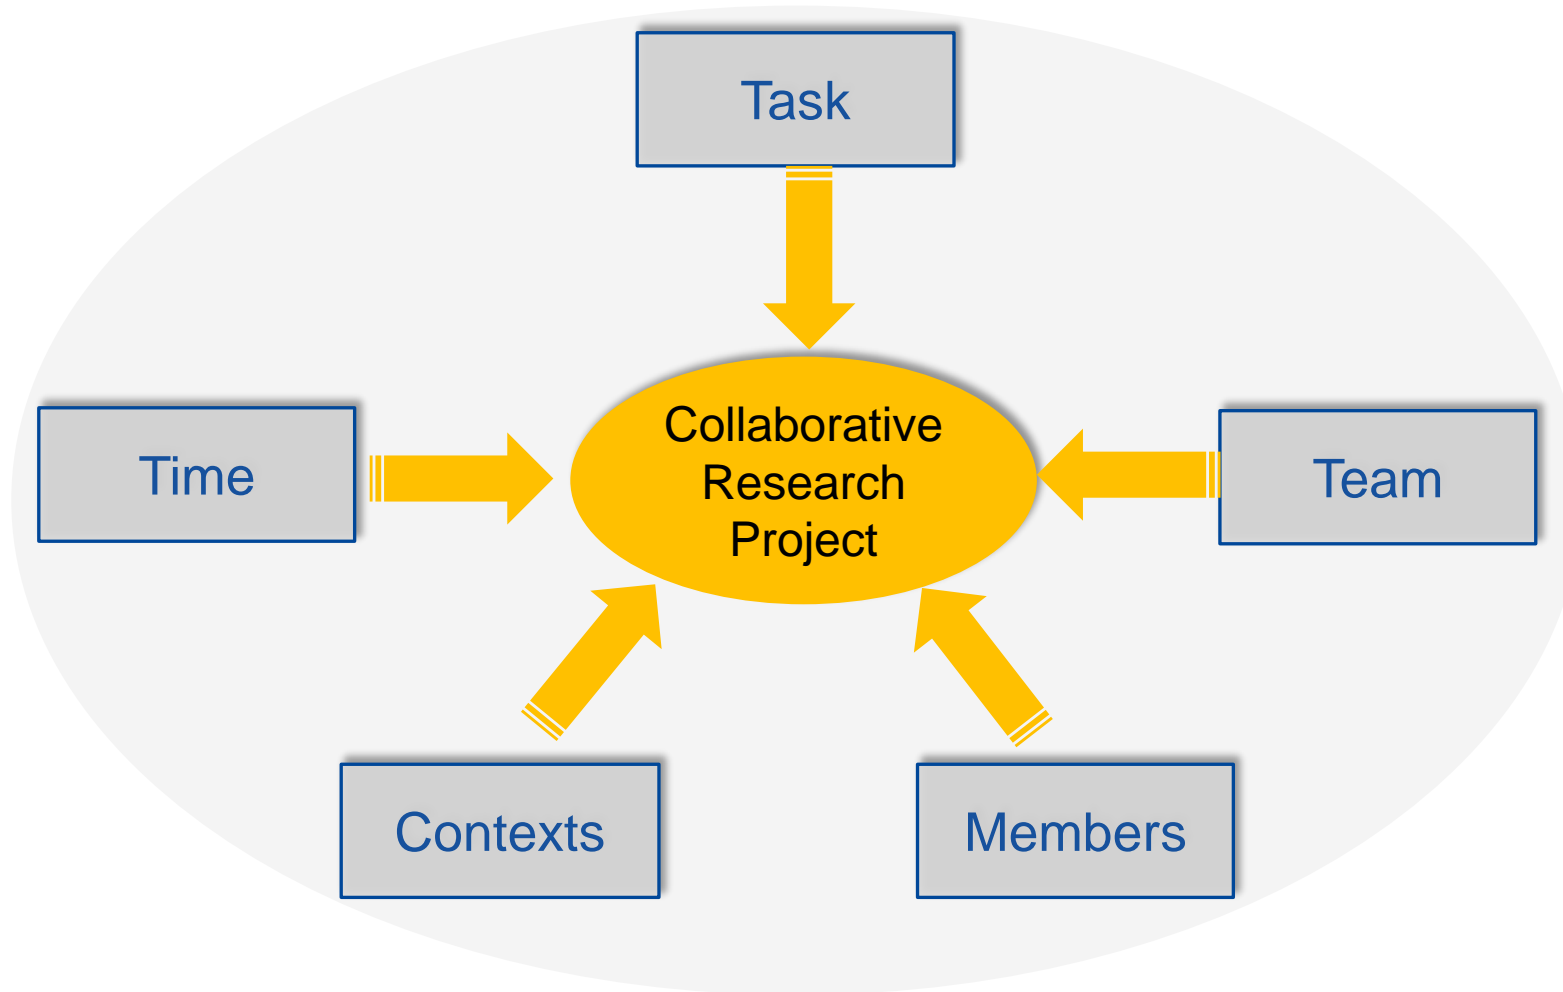 Task
Collaborative
Research
Project
Time
Team
Contexts
Members